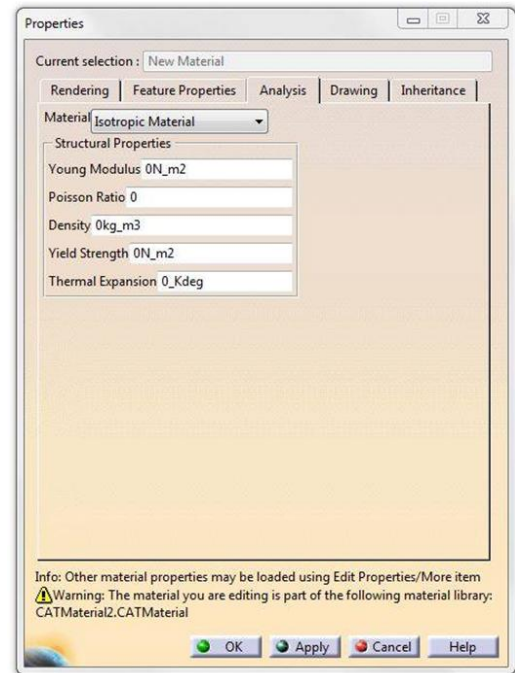 Properties
Current selection : New Material
Rendering Feature Properties Analysis Drawing Inheritance
Material Isotropic Material
Structural Properties
Young Modulus 0N_m2
Poisson Ratio 0
Density 0kg_m3
Yield Strength 0N_m2
Thermal Expansion 0_Kdeg
Info: Other material properties may be loaded using Edit Properties/More item
Warning: The material you are editing is part of the following material library:
CATMaterial2.CATMaterial
OK Apply Cancel Help